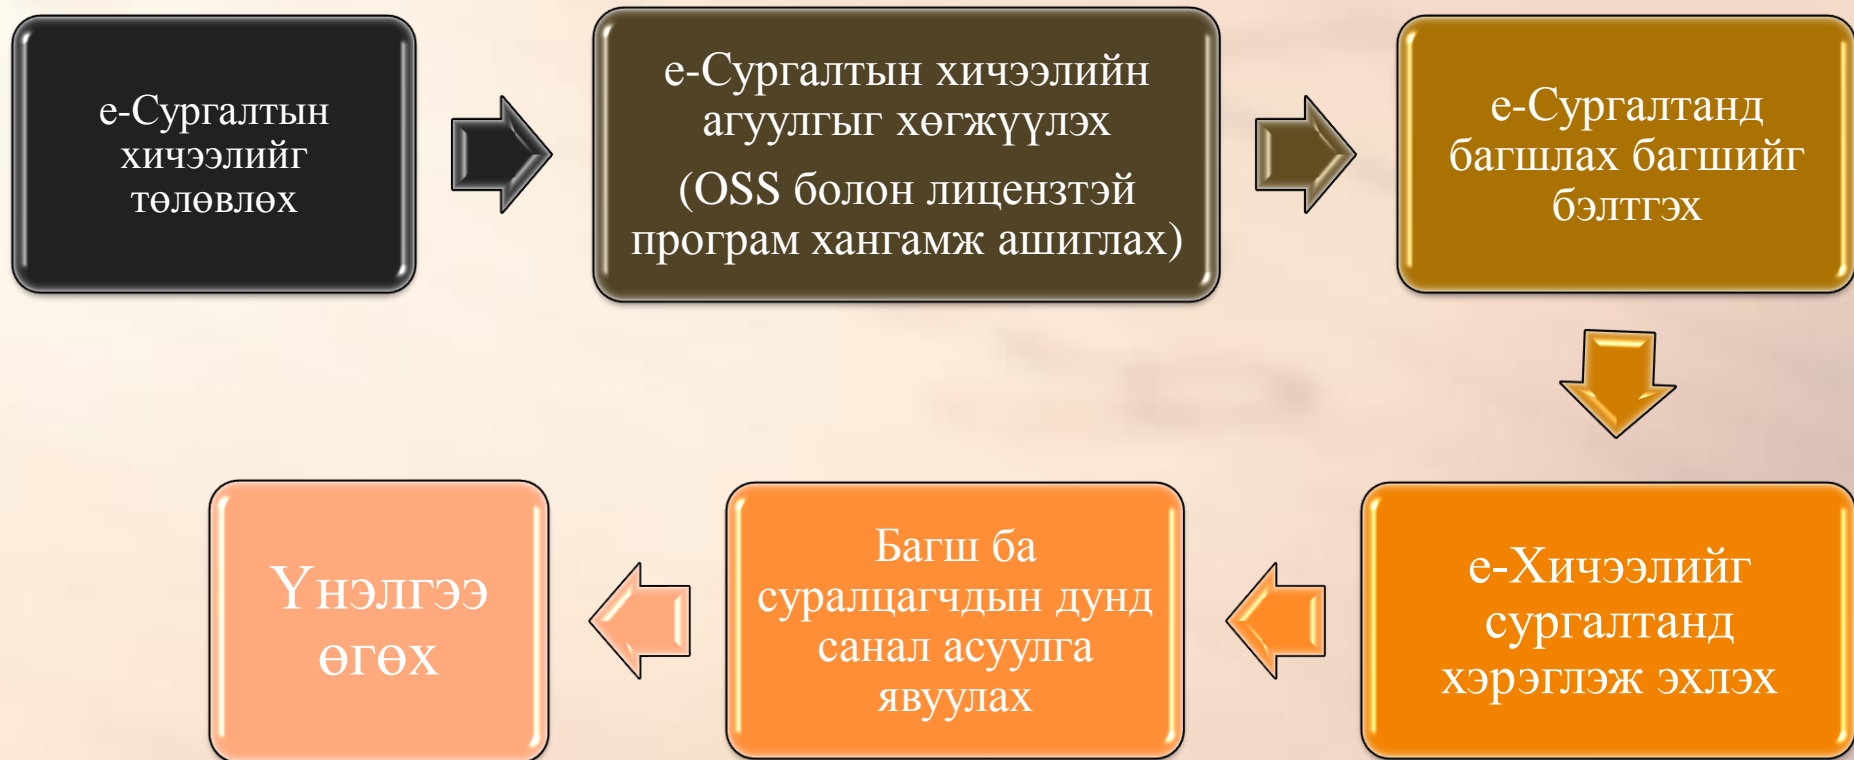 е-Сургалтын
хичээлийг
төлөвлөх
е-Сургалтын хичээлийн
агуулгыг хөгжүүлэх
(OSS болон лицензтэй
програм хангамж ашиглах)
е-Сургалтанд
багшлах багшийг
бэлтгэх
е-Хичээлийг
сургалтанд
хэрэглэж эхлэх
Багш ба
суралцагчдын дунд
санал асуулга
явуулах
Үнэлгээ
өгөх